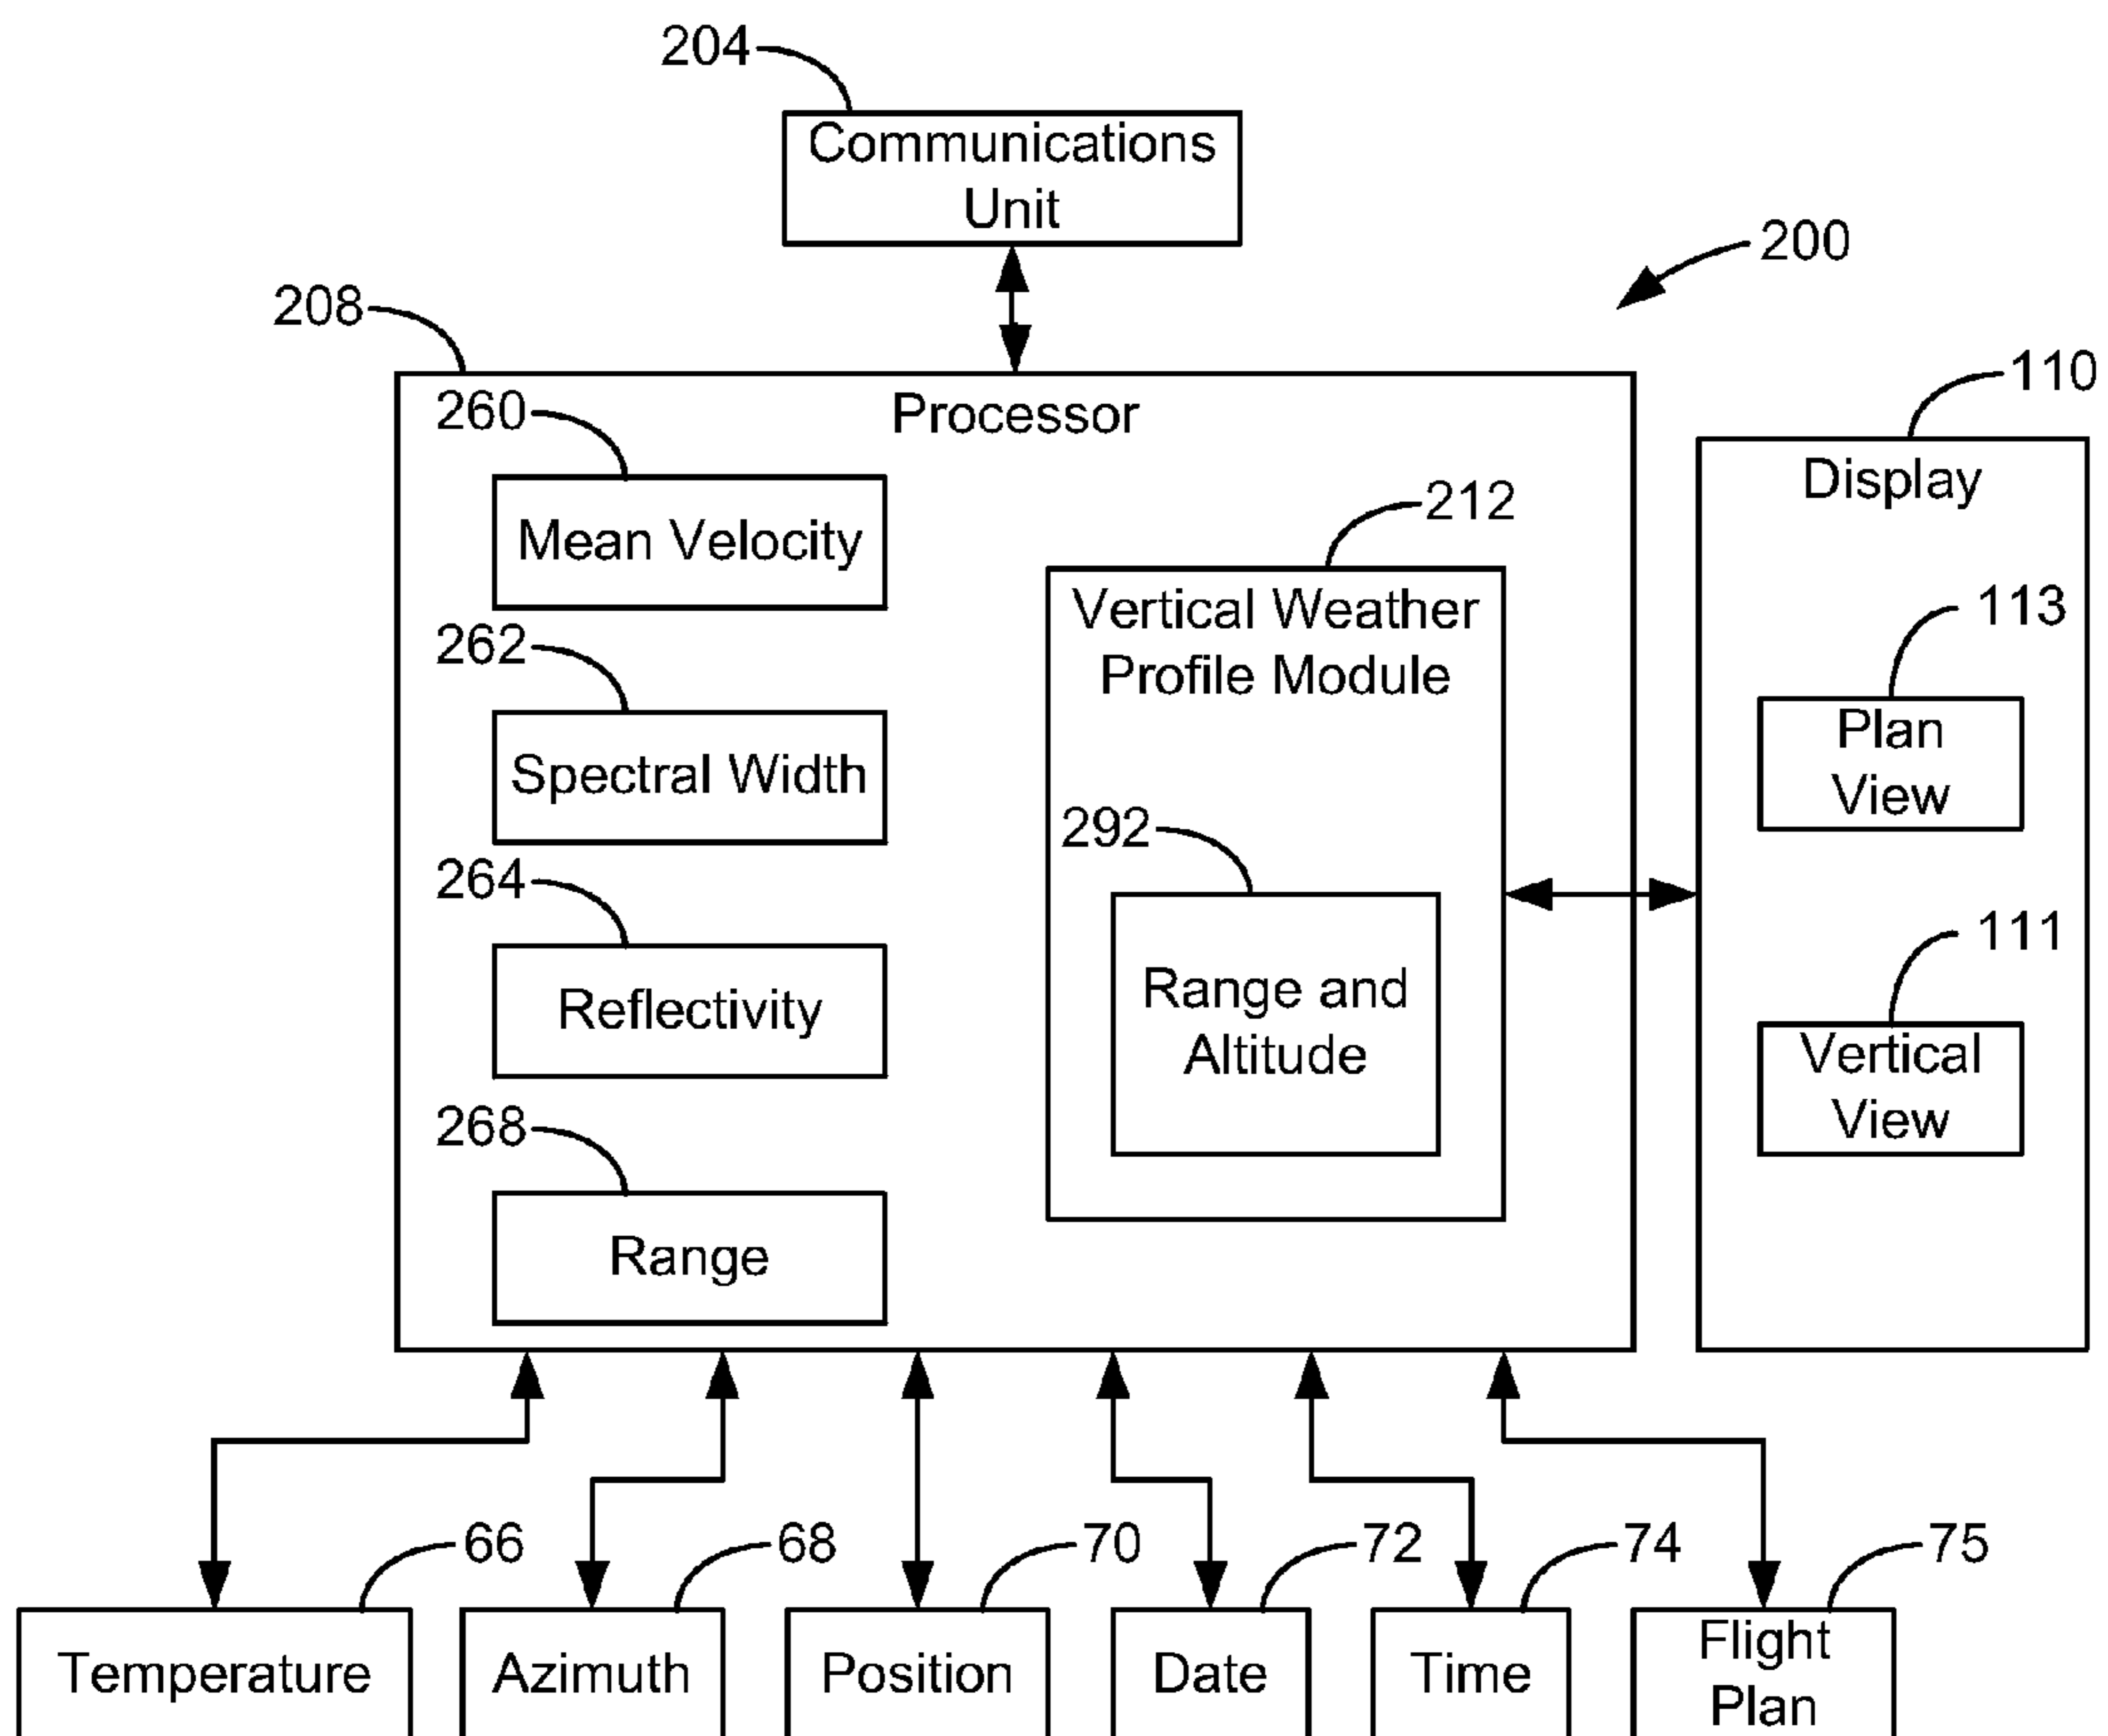 204
Communications
Unit
200
208
110
Processor
Display
260
Mean Velocity
212
Vertical Weather
Profile Module
113
Plan
View
262
Spectral Width
292
Range and
Altitude
264
Reflectivity
111
Vertical
View
268
Range
66
68
70
72
74
75
Temperature
Azimuth
Position
Date
Time
Flight
Plan